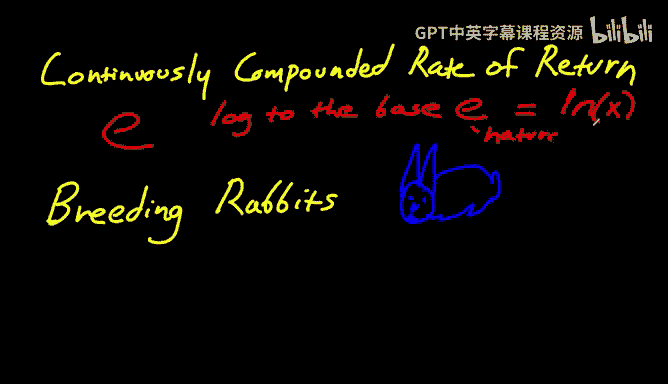 GPT中英字幕课程资源 bilibili
Continuously Compounded Rate of Return
e log to the base e = ln(x)
natur
Breeding Rabbits